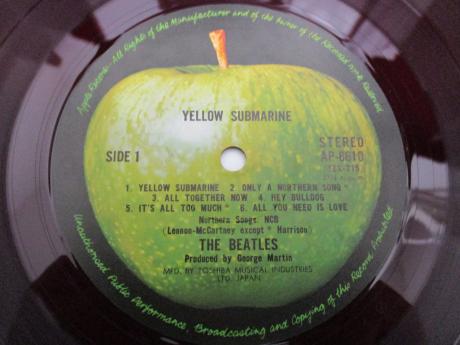 Apple Records-All Rights of the Manufacturer and of the Owner of the Recorded Work Reserved
YELLOW SUBMARINE
SIDE 1
STEREO
AP-8610
1. YELLOW SUBMARINE 2. ONLY A NORTHERN SONG *
3. ALL TOGETHER NOW 4. HEY BULLDOG
5. IT'S ALL TOO MUCH * 6. ALL YOU NEED IS LOVE
Northern Songs: NCB
(Lennon-McCartney except * Harrison)
THE BEATLES
Produced by George Martin
MFD. BY TOSHIBA MUSICAL INDUSTRIES
LTD. JAPAN
Unauthorized Public Performance, Broadcasting and Copying of this Record Prohibited